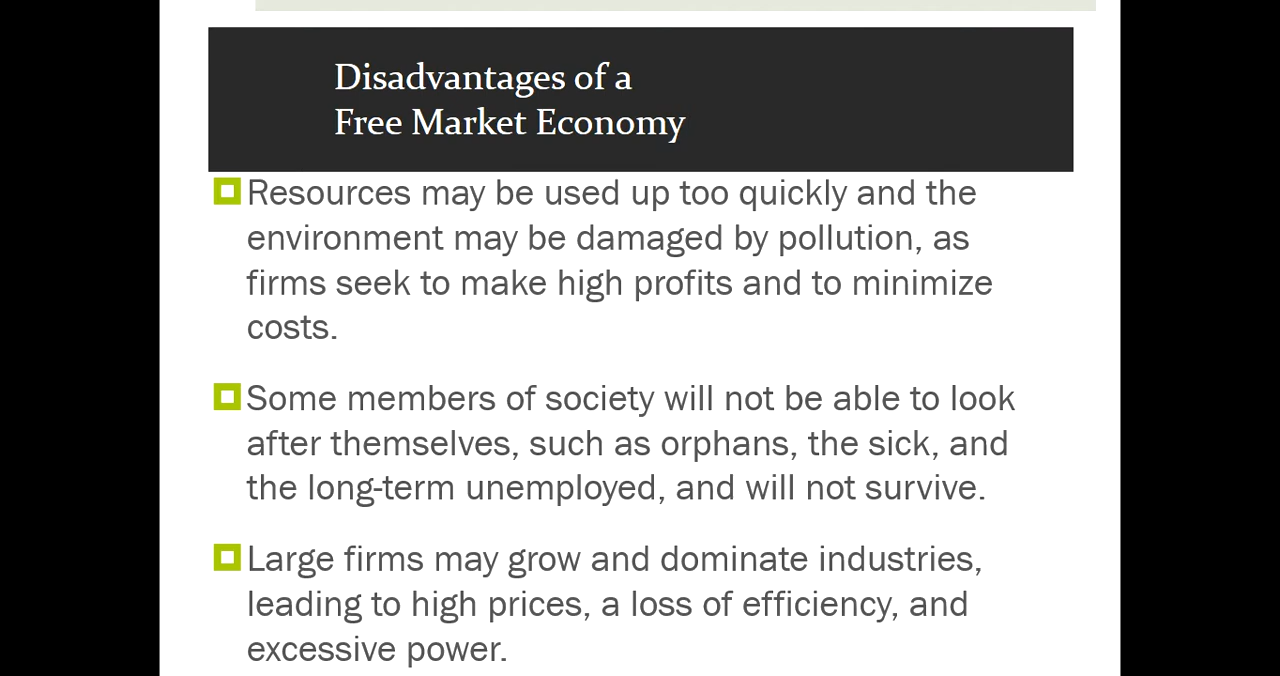 Disadvantages of a
Free Market Economy
Resources may be used up too quickly and the
environment may be damaged by pollution, as
firms seek to make high profits and to minimize
costs.
Some members of society will not be able to look
after themselves, such as orphans, the sick, and
the long-term unemployed, and will not survive.
Large firms may grow and dominate industries,
leading to high prices, a loss of efficiency, and
excessive power.